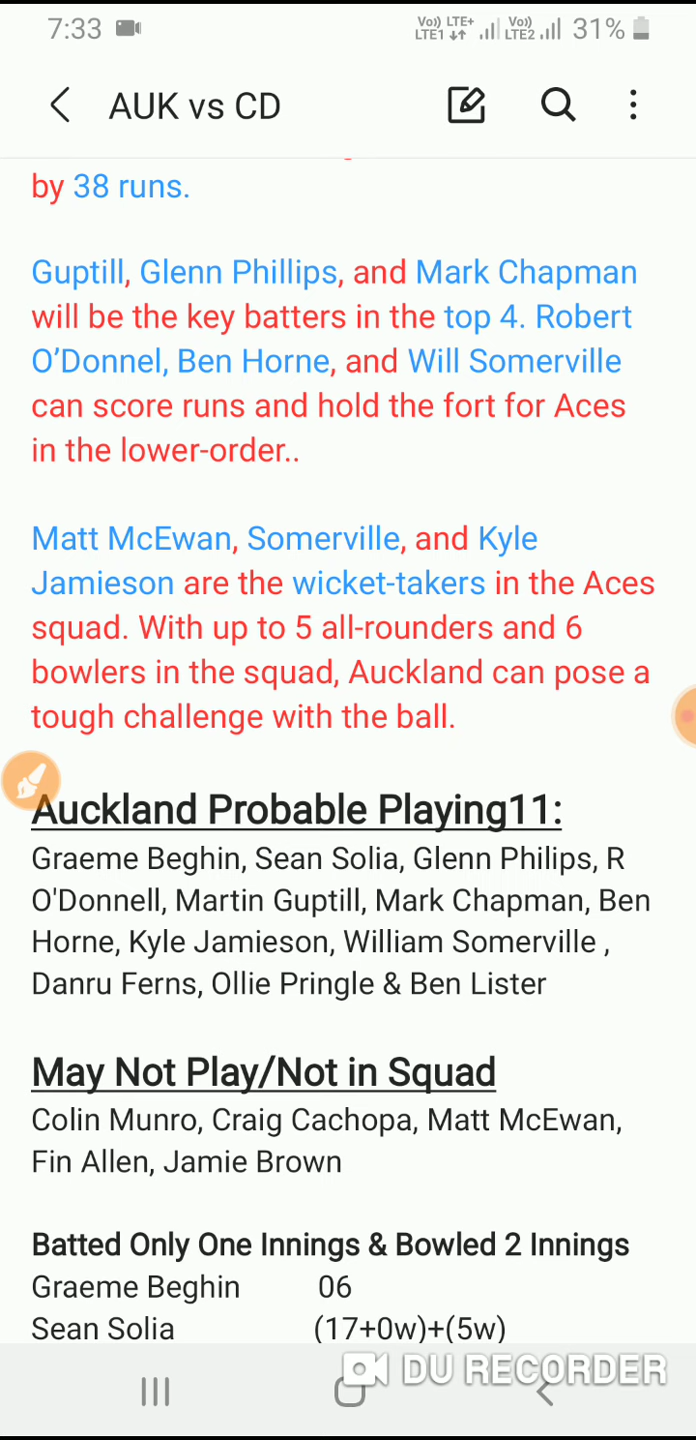 7:33
Vo)) LTE+
LTE1
Vo))
LTE2
31%
AUK vs CD
by 38 runs.
Guptill, Glenn Phillips, and Mark Chapman
will be the key batters in the top 4. Robert
O’Donnel, Ben Horne, and Will Somerville
can score runs and hold the fort for Aces
in the lower-order..
Matt McEwan, Somerville, and Kyle
Jamieson are the wicket-takers in the Aces
squad. With up to 5 all-rounders and 6
bowlers in the squad, Auckland can pose a
tough challenge with the ball.
Auckland Probable Playing11:
Graeme Beghin, Sean Solia, Glenn Philips, R
O'Donnell, Martin Guptill, Mark Chapman, Ben
Horne, Kyle Jamieson, William Somerville ,
Danru Ferns, Ollie Pringle & Ben Lister
May Not Play/Not in Squad
Colin Munro, Craig Cachopa, Matt McEwan,
Fin Allen, Jamie Brown
Batted Only One Innings & Bowled 2 Innings
Graeme Beghin 06
Sean Solia (17+0w)+(5w)
DU RECORDER